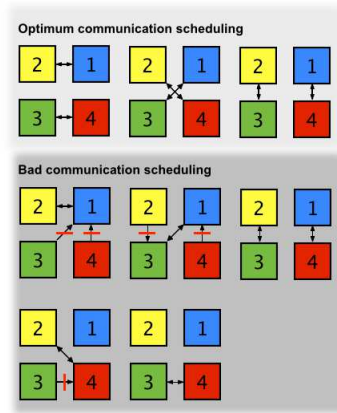 Optimum communication scheduling
2 1 2 1 2 1
3 4 3 4 3 4
Bad communication scheduling
2 1 2 1 2 1
3 4 3 4 3 4
2 1 2 1
3 4 3 4